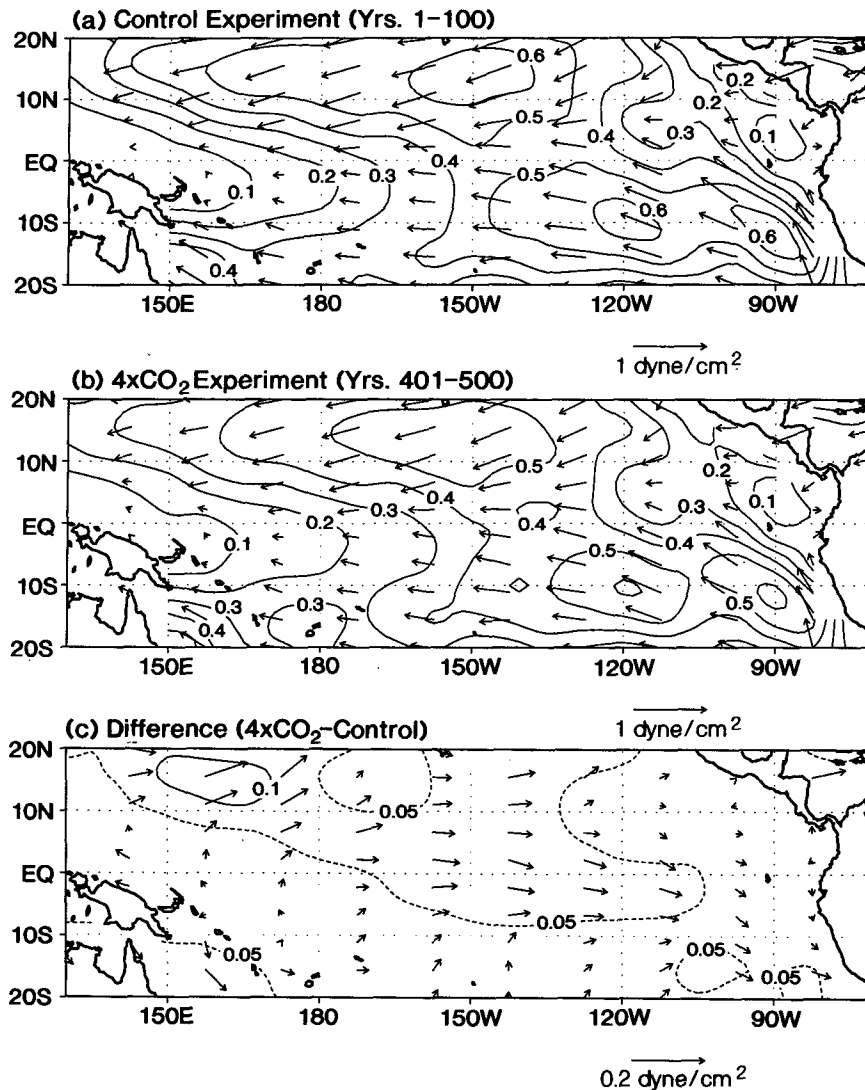 (a) Control Experiment (Yrs. 1-100)
20N
10N
EQ
10S
20S
0.6
0.2
0.5
0.4
0.3
0.1
0.4
0.3
0.2
0.1
0.5
0.6
0.6
0.4
150E 180 150W 120W 90W
1 dyne/cm²
(b) 4xCO₂ Experiment (Yrs. 401-500)
20N
10N
EQ
10S
20S
0.5
0.2
0.4
0.3
0.1
0.3
0.2
0.4
0.1
0.4
0.5
0.3
0.3
0.4
0.5
150E 180 150W 120W 90W
1 dyne/cm²
(c) Difference (4xCO₂-Control)
20N
10N
EQ
10S
20S
0.1
0.05
0.05
0.05
0.05
0.05
150E 180 150W 120W 90W
0.2 dyne/cm²